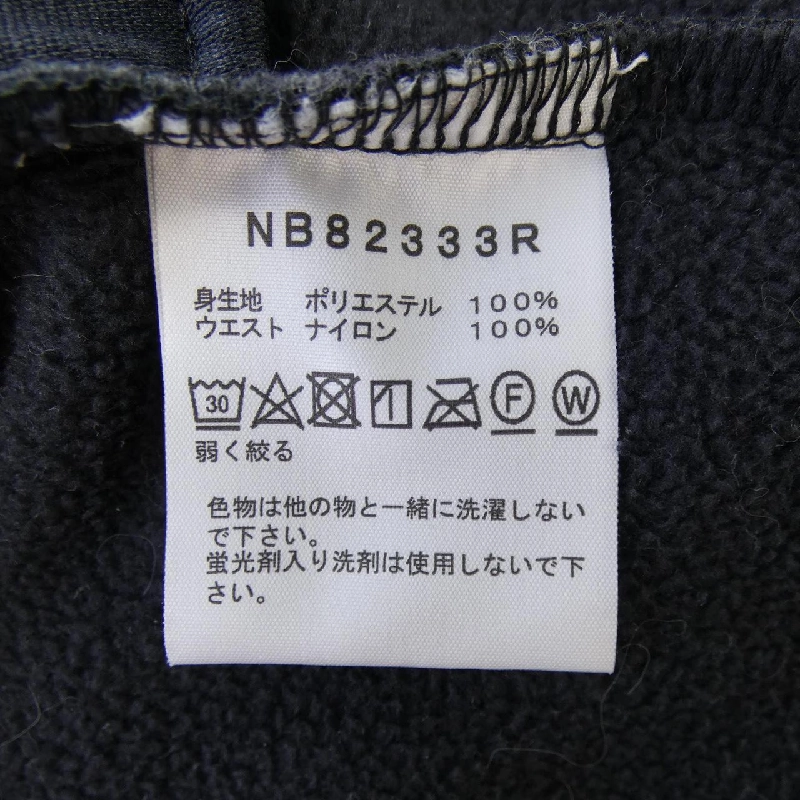 NB82333R
身生地 ポリエステル 100%
ウエスト ナイロン 100%
30 F W
弱く絞る
色物は他の物と一緒に洗濯しない
で下さい。
蛍光剤入り洗剤は使用しないで下
さい。